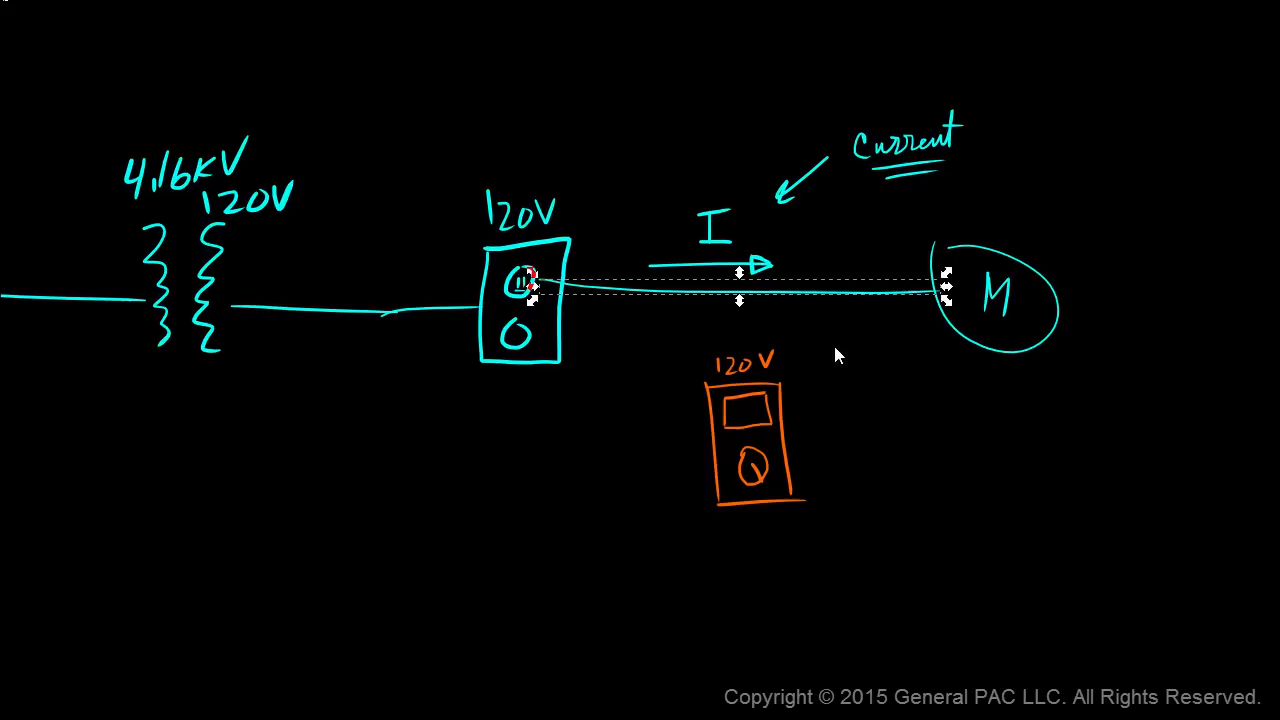 4.16kV
120V
120V
Current
I
M
120V
Copyright © 2015 General PAC LLC. All Rights Reserved.